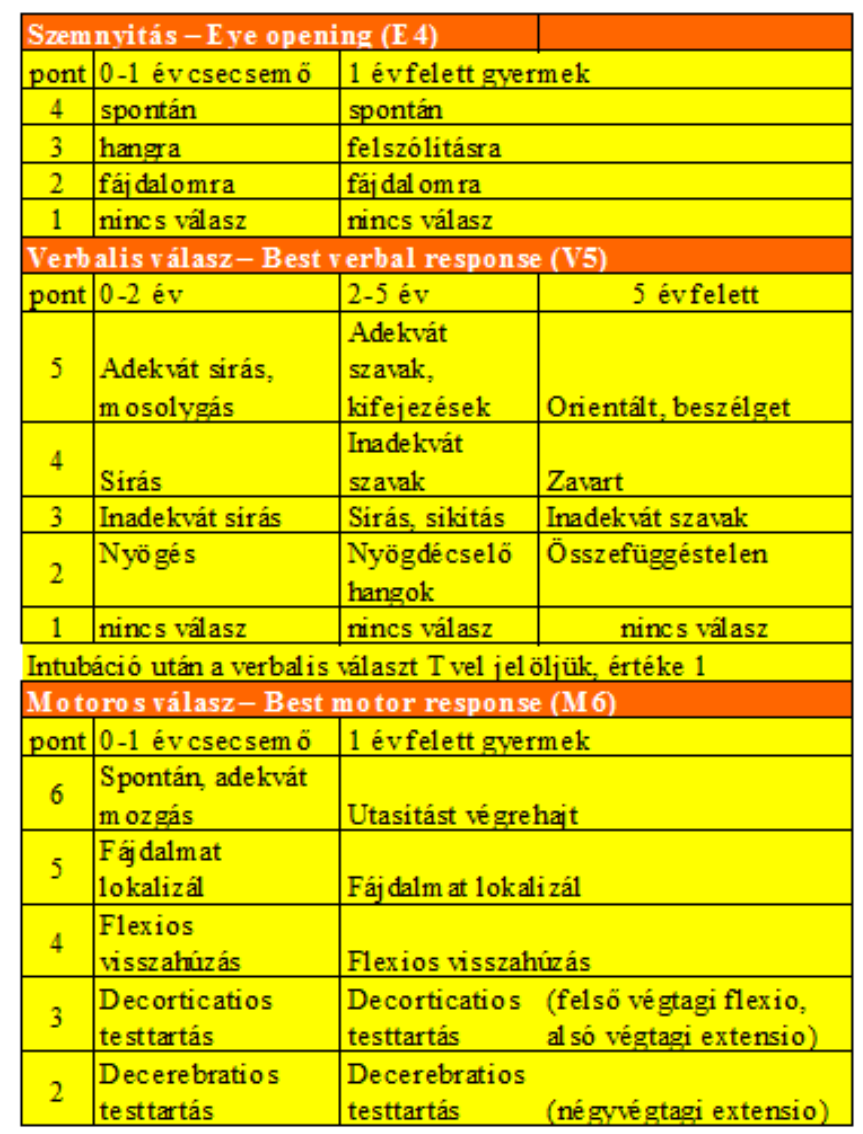 Szemnyitás – Eye opening (E4)
pont 0-1 év csecsemő 1 év felett gyermek
4 spontán spontán
3 hangra felszólításra
2 fájdalomra fájdalomra
1 nincs válasz nincs válasz
Verbalis válasz – Best verbal response (V5)
pont 0-2 év 2-5 év 5 év felett
Adekvát
5 Adekvát sírás, szavak,
mosolygás kifejezések Orientált, beszélget
Inadekvát
4 Sírás szavak Zavart
3 Inadekvát sírás Sírás, sikítás Inadekvát szavak
2 Nyögés Nyögdécselő Összefüggéstelen
hangok
1 nincs válasz nincs válasz nincs válasz
Intubáció után a verbalis választ T vel jelöljük, értéke 1
Motoros válasz – Best motor response (M6)
pont 0-1 év csecsemő 1 év felett gyermek
6 Spontán, adekvát
mozgás Utasítást végrehajt
5 Fájdalmat
lokalizál Fájdalmat lokalizál
4 Flexios
visszahúzás Flexios visszahúzás
3 Decorticatios Decorticatios (felső végtagi flexio,
testtartás testtartás alsó végtagi extensio)
2 Decerebratios Decerebratios
testtartás testtartás (négyvégtagi extensio)